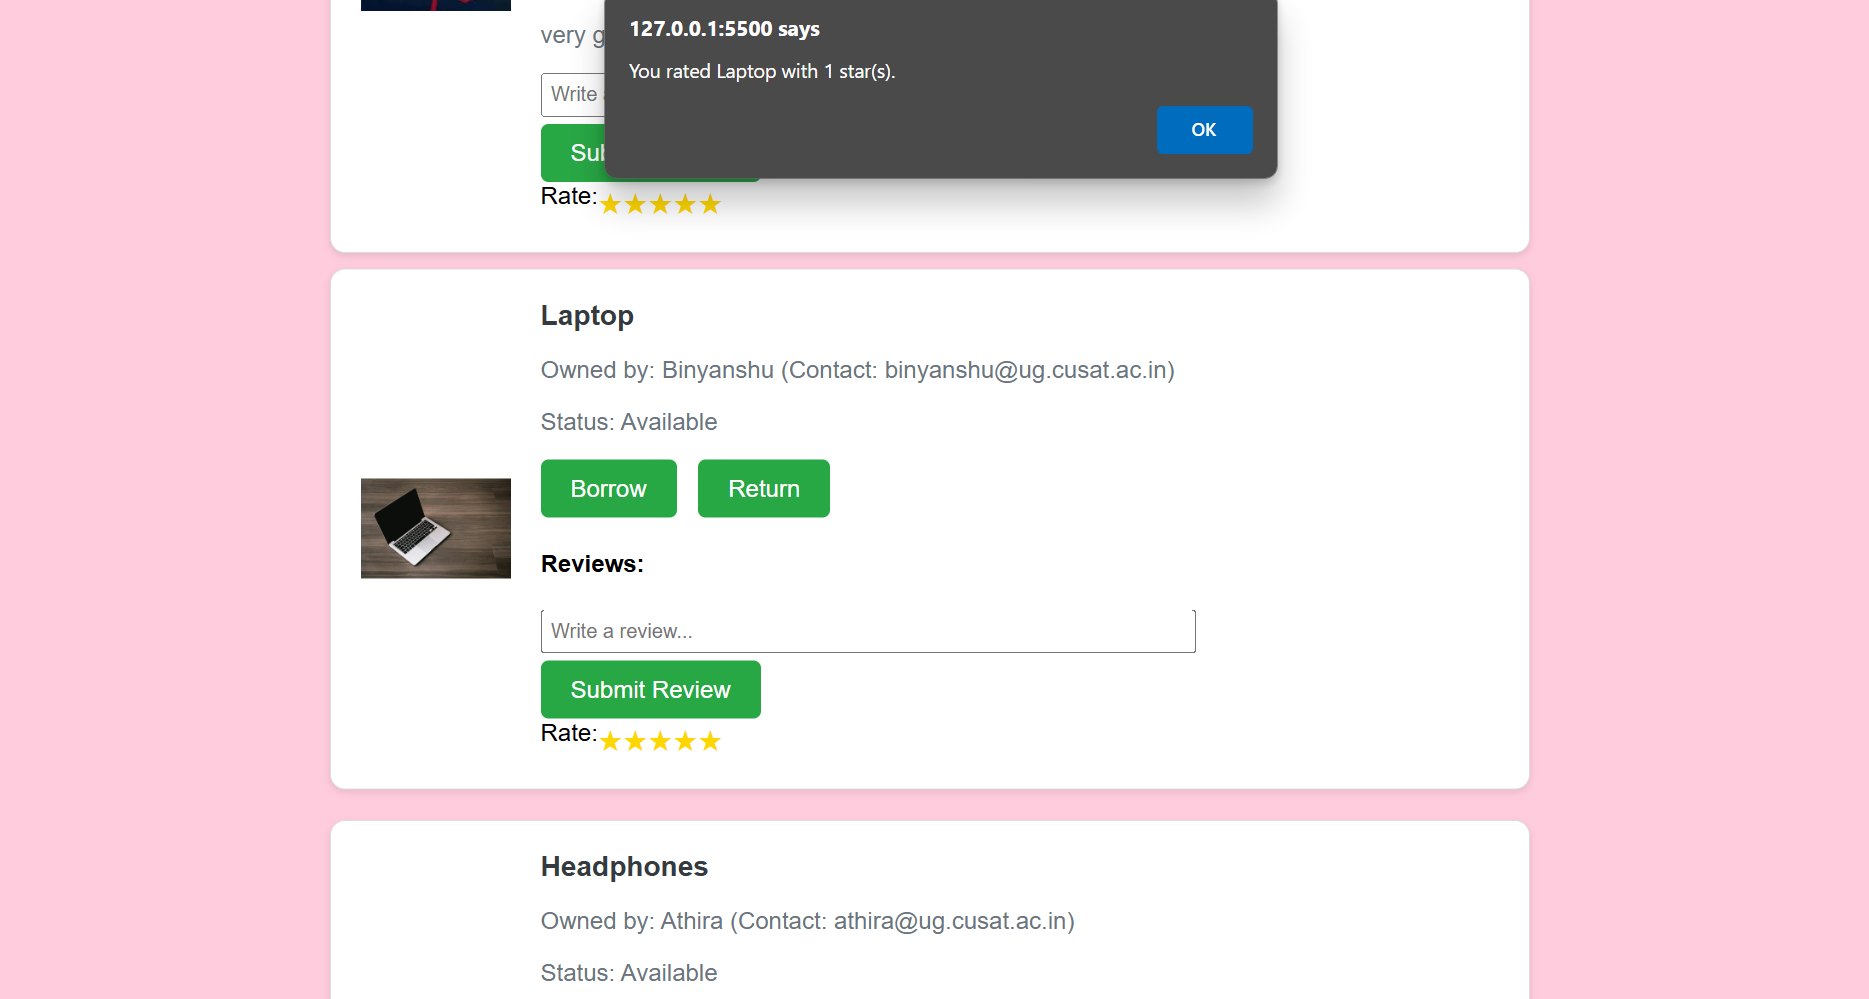 127.0.0.1:5500 says
You rated Laptop with 1 star(s).
OK
very
Write
Rate:★★★★★
Laptop
Owned by: Binyanshu (Contact: binyanshu@ug.cusat.ac.in)
Status: Available
Borrow Return
Reviews:
Write a review...
Submit Review
Rate:★★★★★
Headphones
Owned by: Athira (Contact: athira@ug.cusat.ac.in)
Status: Available